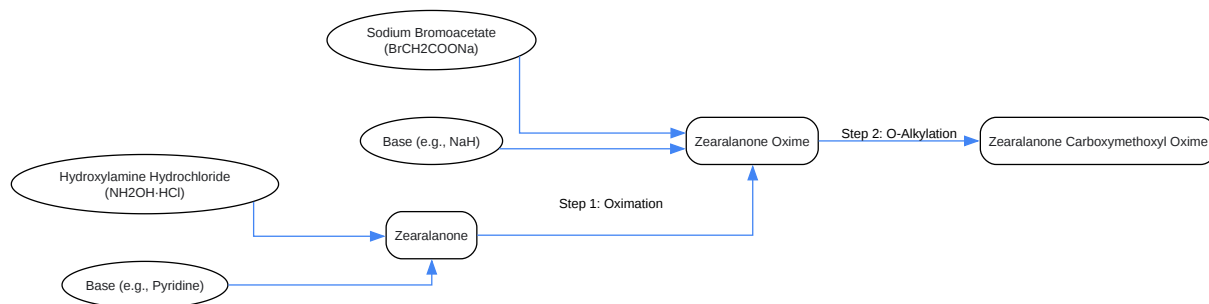 Sodium Bromoacetate
(BrCH2COONa)
Base (e.g., NaH)
Zearalanone Oxime
Step 2: O-Alkylation
Zearalanone Carboxymethoxyl Oxime
Hydroxylamine Hydrochloride
(NH2OH·HCl)
Step 1: Oximation
Zearalanone
Base (e.g., Pyridine)